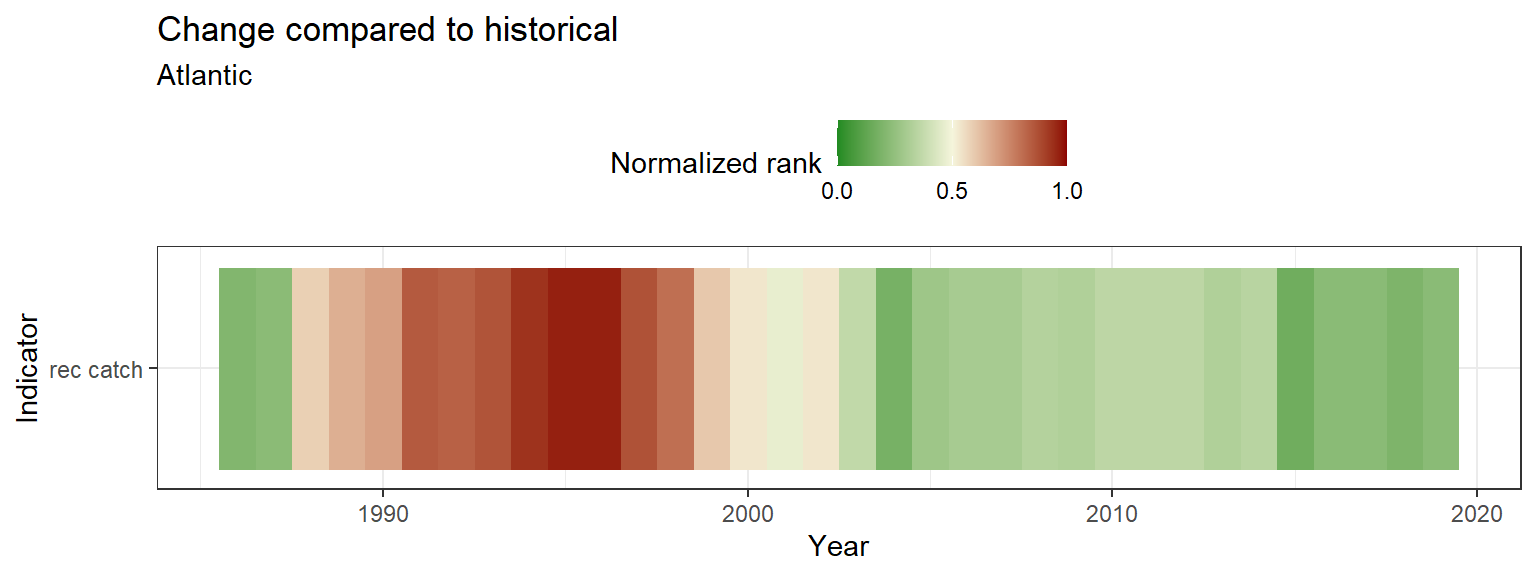 Change compared to historical
Atlantic
Normalized rank
0.0 0.5 1.0
Indicator
rec catch
1990 2000 2010 2020
Year